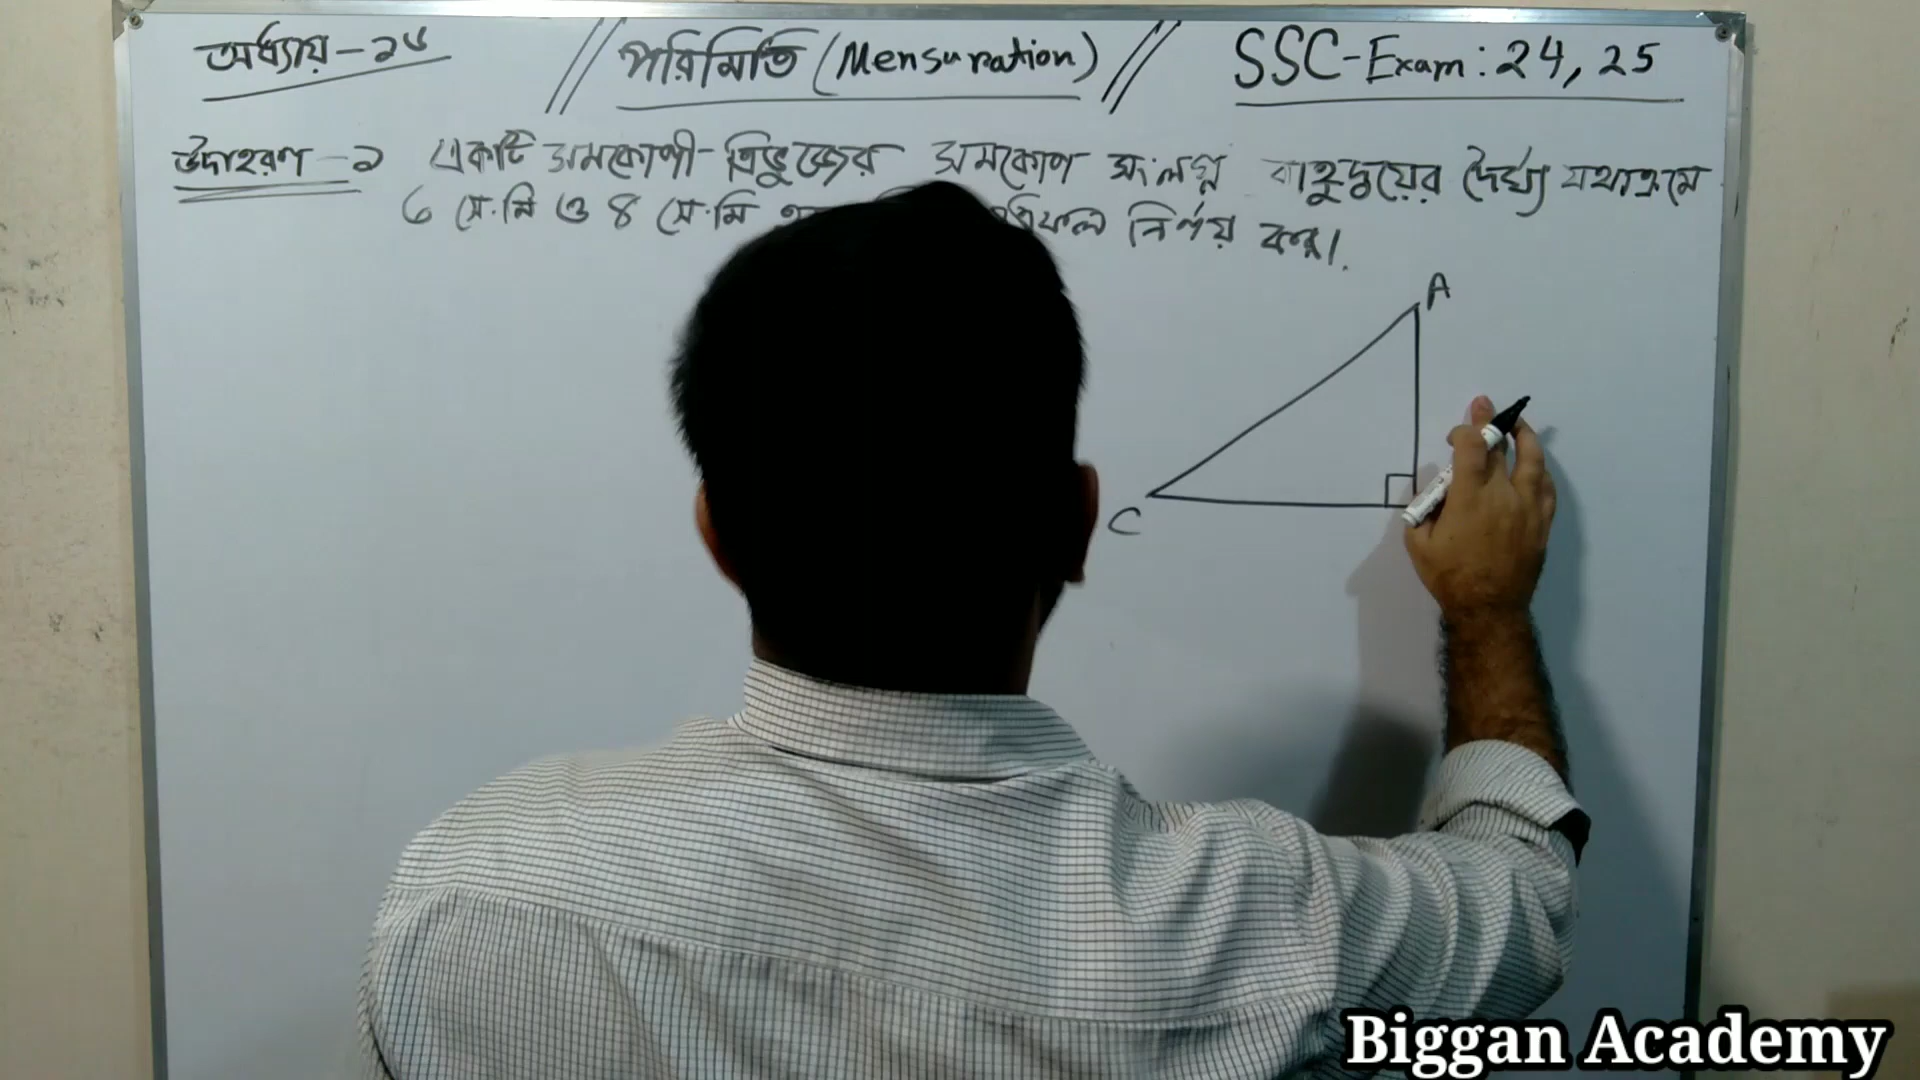 অধ্যায় - ১৬ // পরিমিতি (Mensuration) // SSC-Exam: 24, 25
উদাহরণ - ১ একটি সমকোণী ত্রিভুজের সমকোণ সংলগ্ন বাহুদ্বয়ের দৈর্ঘ্য যথাক্রমে
৬ সে.মি ও ৪ সে.মি নির্ণয় কর।
A
C
Biggan Academy